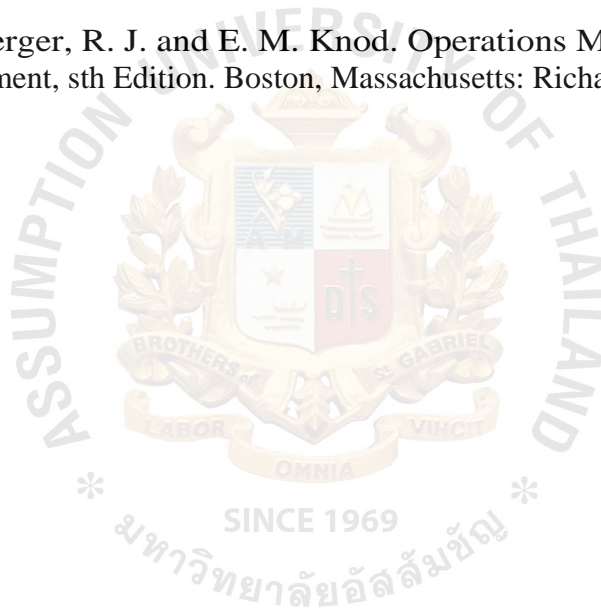 erger, R. J. and E. M. Knod. Operations M
ment, sth Edition. Boston, Massachusetts: Richa
ASSUMPTION UNIVERSITY OF THAILAND
A M
D S
BROTHERS of St GABRIEL
LABOR OMNIA VINCIT
SINCE 1969
* มหาวิทยาลัยอัสสัมชัญ *